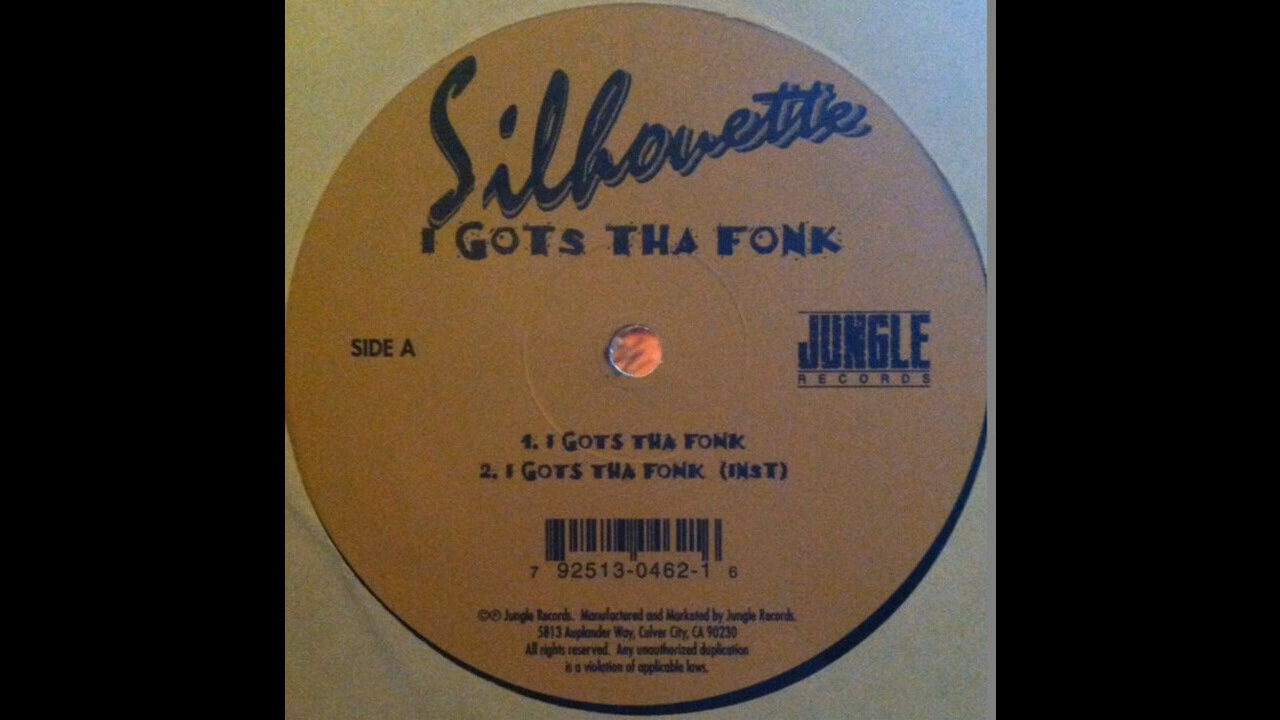 Silhouette
I GOTS THA FONK
SIDE A
JUNGLE
RECORDS
1. I GOTS THA FONK
2. I GOTS THA FONK (INST)
7 92513-0462-1 6
©℗ Jungle Records. Manufactured and Markated by Jungle Records.
5813 Auplander Way, Culver City, CA 90230
All rights reserved. Any unauthorized duplication
is a violation of applicable laws.